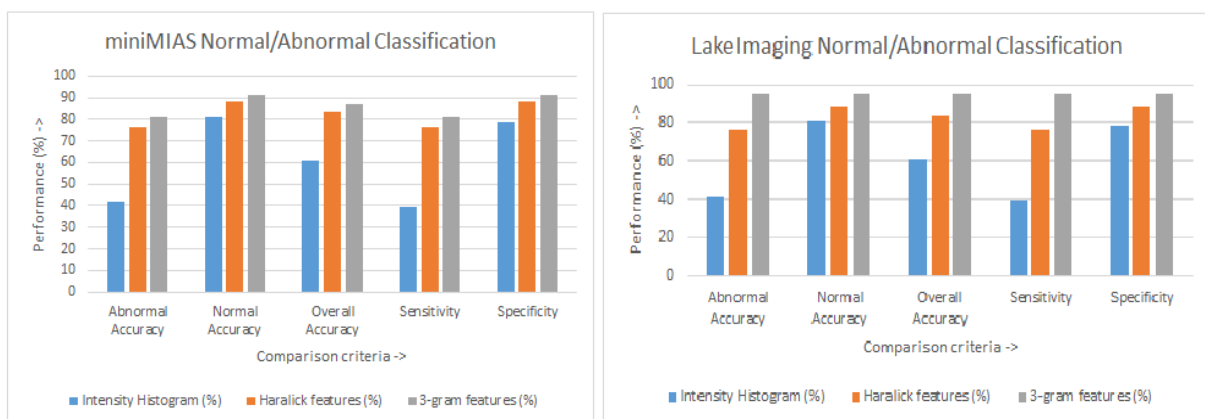 miniMIAS Normal/Abnormal Classification
100
90
80
70
60
50
40
30
20
10
0
Performance (%) ->
Abnormal Accuracy
Normal Accuracy
Overall Accuracy
Sensitivity
Specificity
Comparison criteria ->
Intensity Histogram (%)
Haralick features (%)
3-gram features (%)
LakeImaging Normal/Abnormal Classification
100
80
60
40
20
0
Performance (%) ->
Abnormal Accuracy
Normal Accuracy
Overall Accuracy
Sensitivity
Specificity
Comparison criteria ->
Intensity Histogram (%)
Haralick features (%)
3-gram features (%)